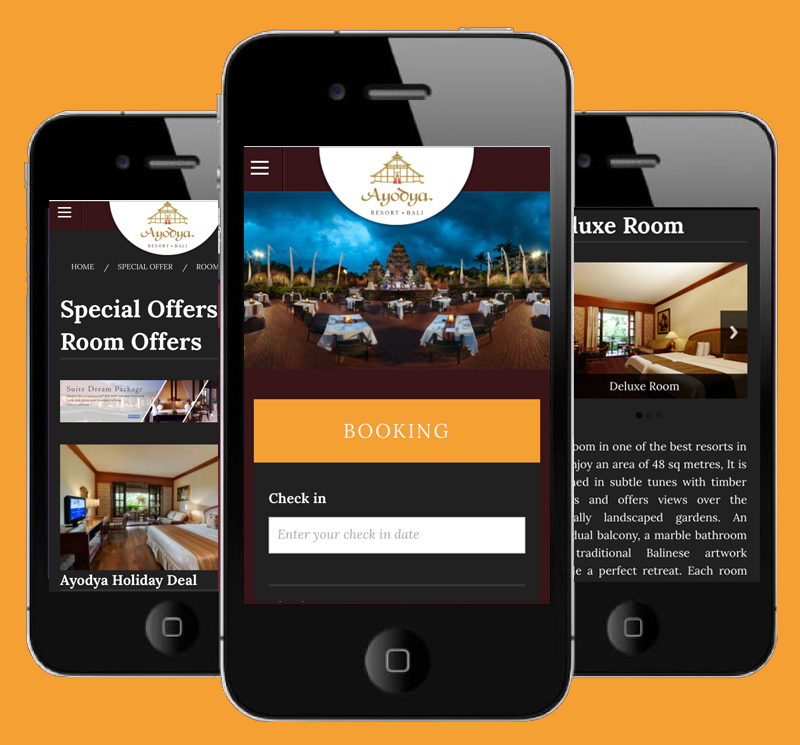 Ayodya
RESORT • BALI
HOME / SPECIAL OFFER / ROOM
Special Offers
Room Offers
Suite Dream Package
Ayodya Holiday Deal
Ayodya
RESORT • BALI
BOOKING
Check in
Enter your check in date
luxe Room
Deluxe Room
oom in one of the best resorts in
njoy an area of 48 sq metres, It is
ned in subtle tunes with timber
s and offers views over the
ally landscaped gardens. An
dual balcony, a marble bathroom
traditional Balinese artwork
e a perfect retreat. Each room